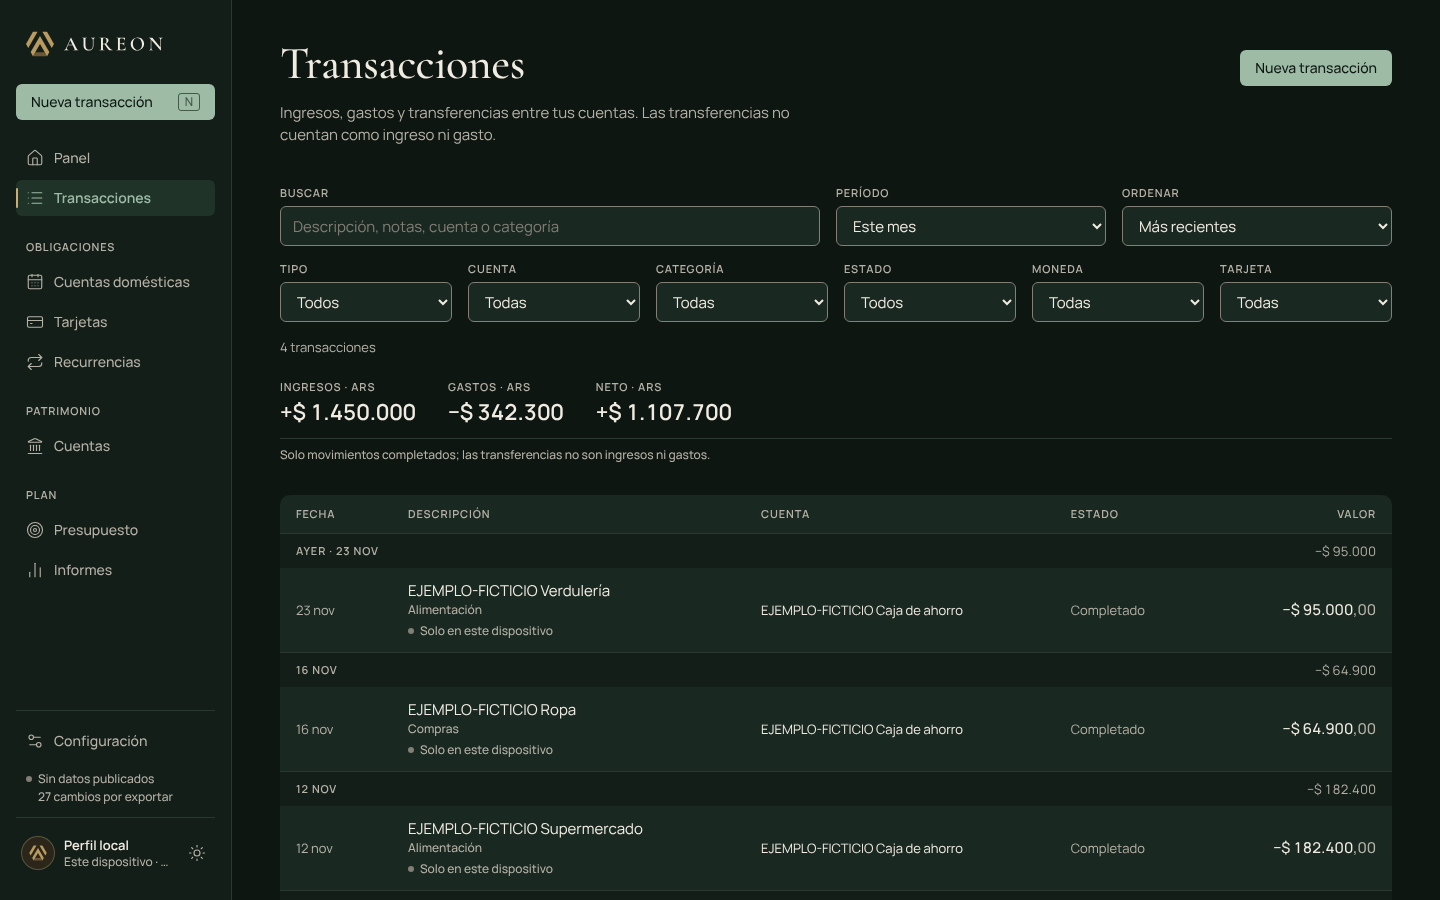 AUREON
Nueva transacción N
Panel
Transacciones
OBLIGACIONES
Cuentas domésticas
Tarjetas
Recurrencias
PATRIMONIO
Cuentas
PLAN
Presupuesto
Informes
Configuración
Sin datos publicados
27 cambios por exportar
Perfil local
Este dispositivo · …
Transacciones
Nueva transacción
Ingresos, gastos y transferencias entre tus cuentas. Las transferencias no
cuentan como ingreso ni gasto.
BUSCAR PERÍODO ORDENAR
Descripción, notas, cuenta o categoría Este mes Más recientes
TIPO CUENTA CATEGORÍA ESTADO MONEDA TARJETA
Todos Todas Todas Todos Todas Todas
4 transacciones
INGRESOS · ARS GASTOS · ARS NETO · ARS
+$ 1.450.000 −$ 342.300 +$ 1.107.700
Solo movimientos completados; las transferencias no son ingresos ni gastos.
FECHA DESCRIPCIÓN CUENTA ESTADO VALOR
AYER · 23 NOV −$ 95.000
EJEMPLO-FICTICIO Verdulería
23 nov Alimentación EJEMPLO-FICTICIO Caja de ahorro Completado −$ 95.000,00
Solo en este dispositivo
16 NOV −$ 64.900
EJEMPLO-FICTICIO Ropa
16 nov Compras EJEMPLO-FICTICIO Caja de ahorro Completado −$ 64.900,00
Solo en este dispositivo
12 NOV −$ 182.400
EJEMPLO-FICTICIO Supermercado
12 nov Alimentación EJEMPLO-FICTICIO Caja de ahorro Completado −$ 182.400,00
Solo en este dispositivo